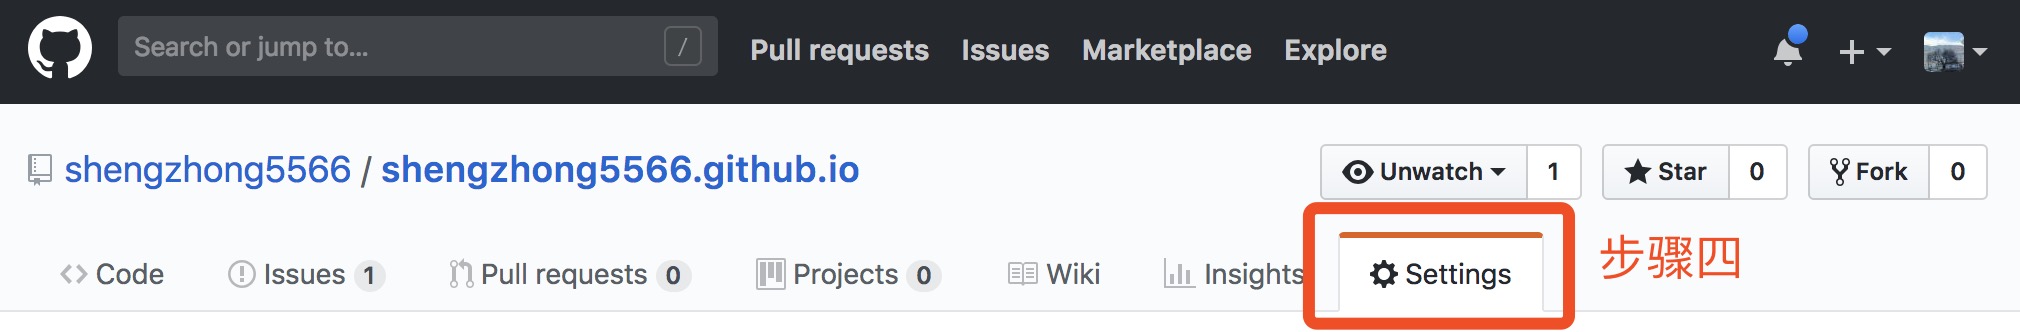 Search or jump to... / Pull requests Issues Marketplace Explore
shengzhong5566 / shengzhong5566.github.io Unwatch 1 Star 0 Fork 0
Code Issues 1 Pull requests 0 Projects 0 Wiki Insights Settings 步骤四